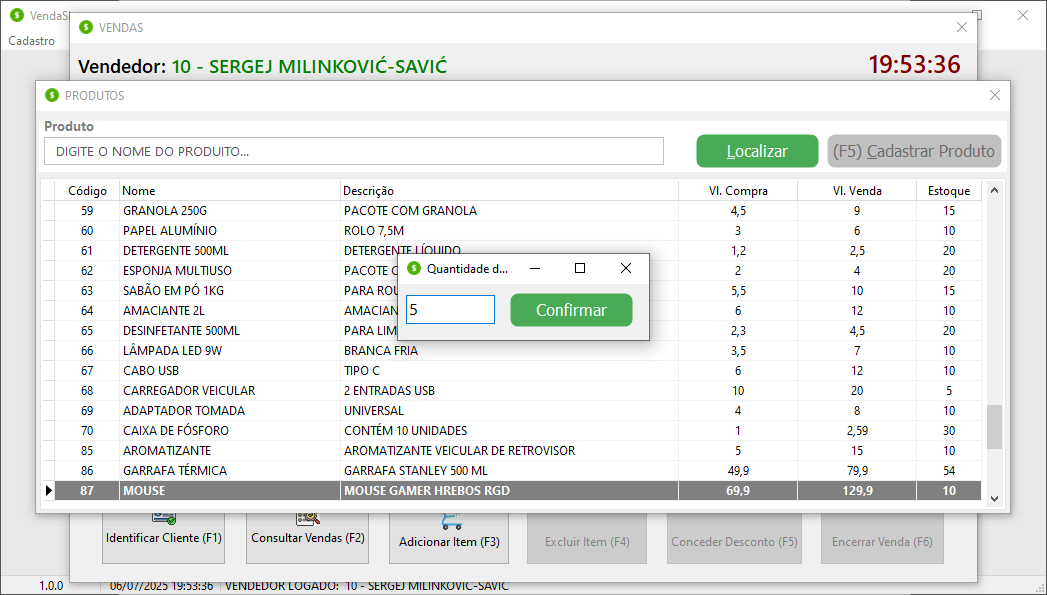 VendaS
Cadastro
VENDAS
Vendedor: 10 - SERGEJ MILINKOVIĆ-SAVIĆ
19:53:36
PRODUTOS
Produto
DIGITE O NOME DO PRODUITO...
Localizar
(F5) Cadastrar Produto
Código Nome Descrição Vl. Compra Vl. Venda Estoque
59 GRANOLA 250G PACOTE COM GRANOLA 4,5 9 15
60 PAPEL ALUMÍNIO ROLO 7,5M 3 6 10
61 DETERGENTE 500ML DETERGENTE LÍQUIDO 1,2 2,5 20
62 ESPONJA MULTIUSO PACOTE C 2 4 20
63 SABÃO EM PÓ 1KG PARA ROU 5,5 10 15
64 AMACIANTE 2L AMACIAN 6 12 10
65 DESINFETANTE 500ML PARA LIM 2,3 4,5 20
66 LÂMPADA LED 9W BRANCA FRIA 3,5 7 10
67 CABO USB TIPO C 6 12 10
68 CARREGADOR VEICULAR 2 ENTRADAS USB 10 20 5
69 ADAPTADOR TOMADA UNIVERSAL 4 8 10
70 CAIXA DE FÓSFORO CONTÉM 10 UNIDADES 1 2,59 30
85 AROMATIZANTE AROMATIZANTE VEICULAR DE RETROVISOR 5 15 10
86 GARRAFA TÉRMICA GARRAFA STANLEY 500 ML 49,9 79,9 54
87 MOUSE MOUSE GAMER HREBOS RGD 69,9 129,9 10
Quantidade d...
5
Confirmar
Identificar Cliente (F1)
Consultar Vendas (F2)
Adicionar Item (F3)
Excluir Item (F4)
Conceder Desconto (F5)
Encerrar Venda (F6)
1.0.0 06/07/2025 19:53:36 VENDEDOR LOGADO: 10 - SERGEJ MILINKOVIĆ-SAVIĆ